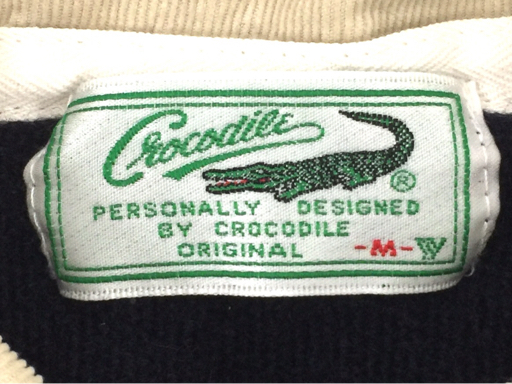 Crocodile ®
PERSONALLY DESIGNED
BY CROCODILE
ORIGINAL -M-